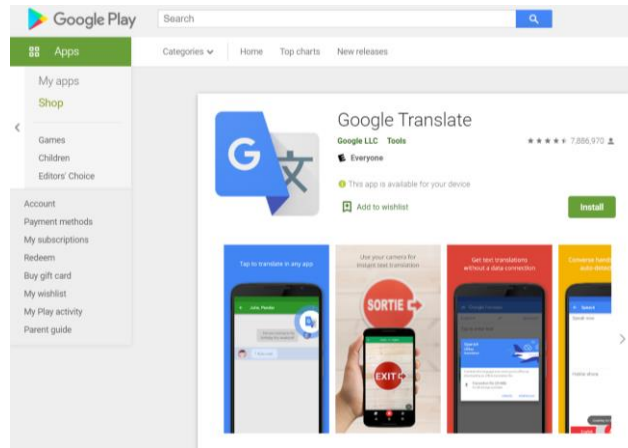 Google Play
Search
Apps
Categories
Home
Top charts
New releases
My apps
Shop
Games
Children
Editors' Choice
Account
Payment methods
My subscriptions
Redeem
Buy gift card
My wishlist
My Play activity
Parent guide
Google Translate
Google LLC Tools
7,886,970
Everyone
This app is available for your device
Add to wishlist
Install
G 文
Tap to translate in any app
Use your camera for
instant text translation
SORTIE
EXIT
Get text translations
without a data connection